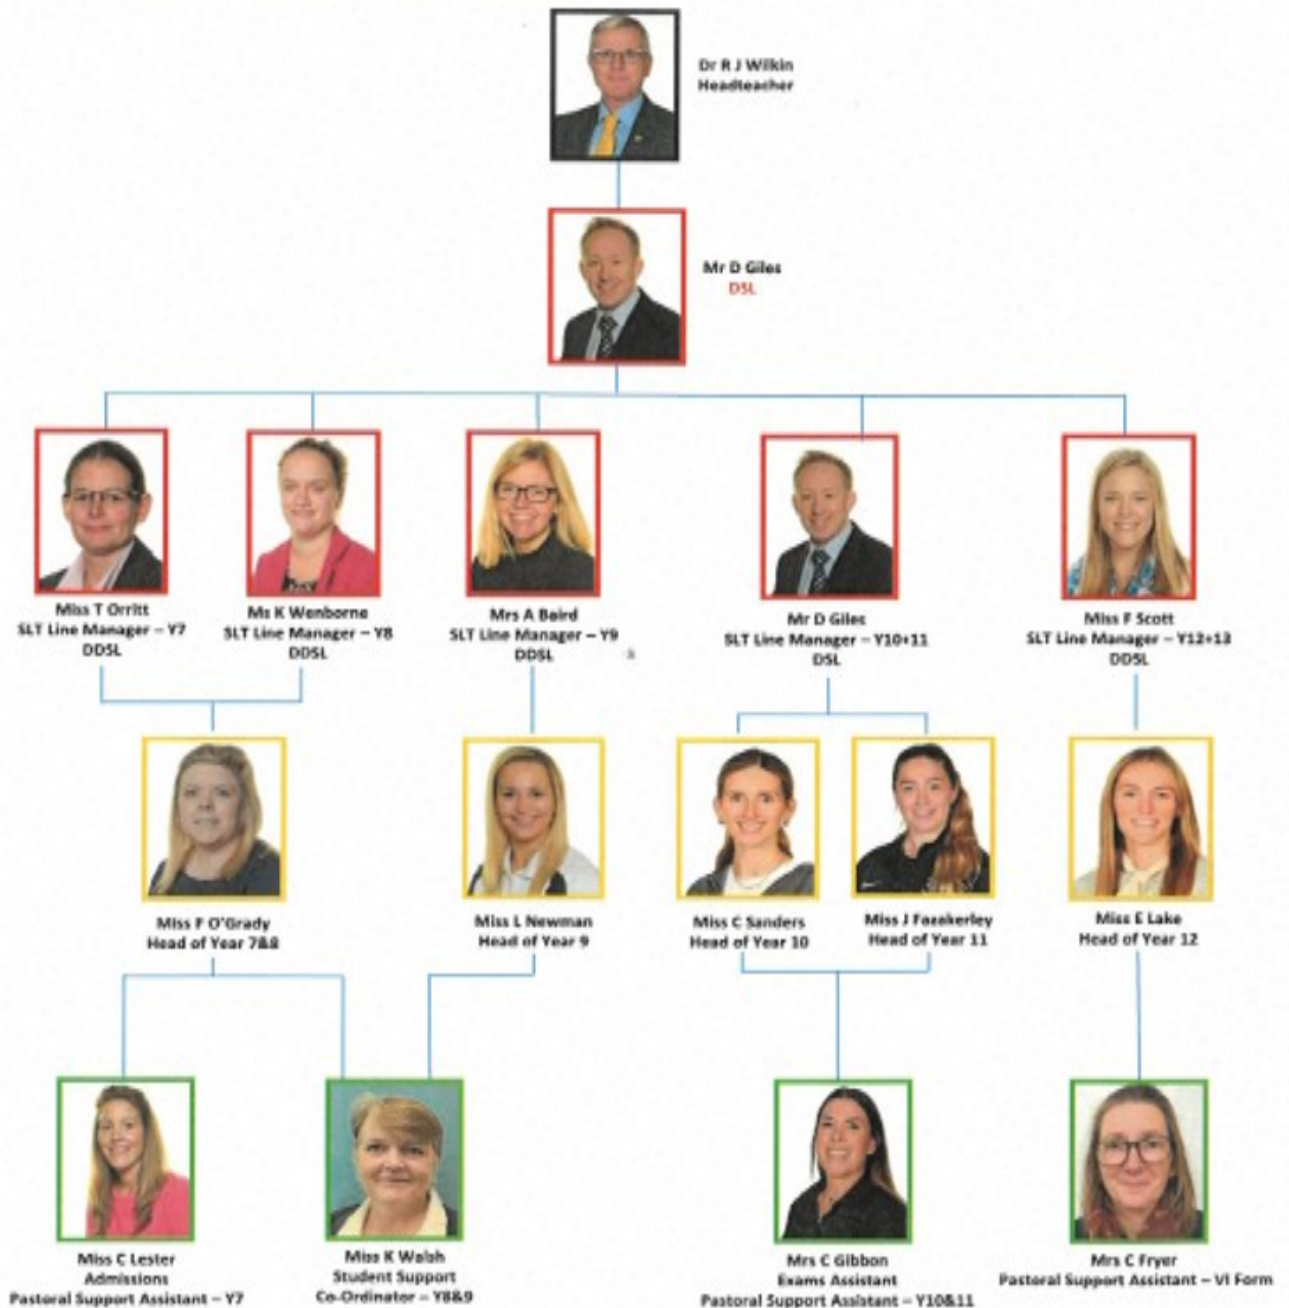 Dr R J Wilkin
Headteacher
Mr D Giles
DSL
Miss T Orritt
SLT Line Manager – Y7
DDSL
Ms K Wenborne
SLT Line Manager – Y8
DDSL
Mrs A Baird
SLT Line Manager – Y9
DDSL
Mr D Giles
SLT Line Manager – Y10+11
DSL
Miss F Scott
SLT Line Manager – Y12+13
DDSL
Miss F O'Grady
Head of Year 7&8
Miss L Newman
Head of Year 9
Miss C Sanders
Head of Year 10
Miss J Fazakerley
Head of Year 11
Miss E Lake
Head of Year 12
Miss C Lester
Admissions
Pastoral Support Assistant – Y7
Miss K Walsh
Student Support
Co-Ordinator – Y8&9
Mrs C Gibbon
Exams Assistant
Pastoral Support Assistant – Y10&11
Mrs C Fryer
Pastoral Support Assistant – VI Form